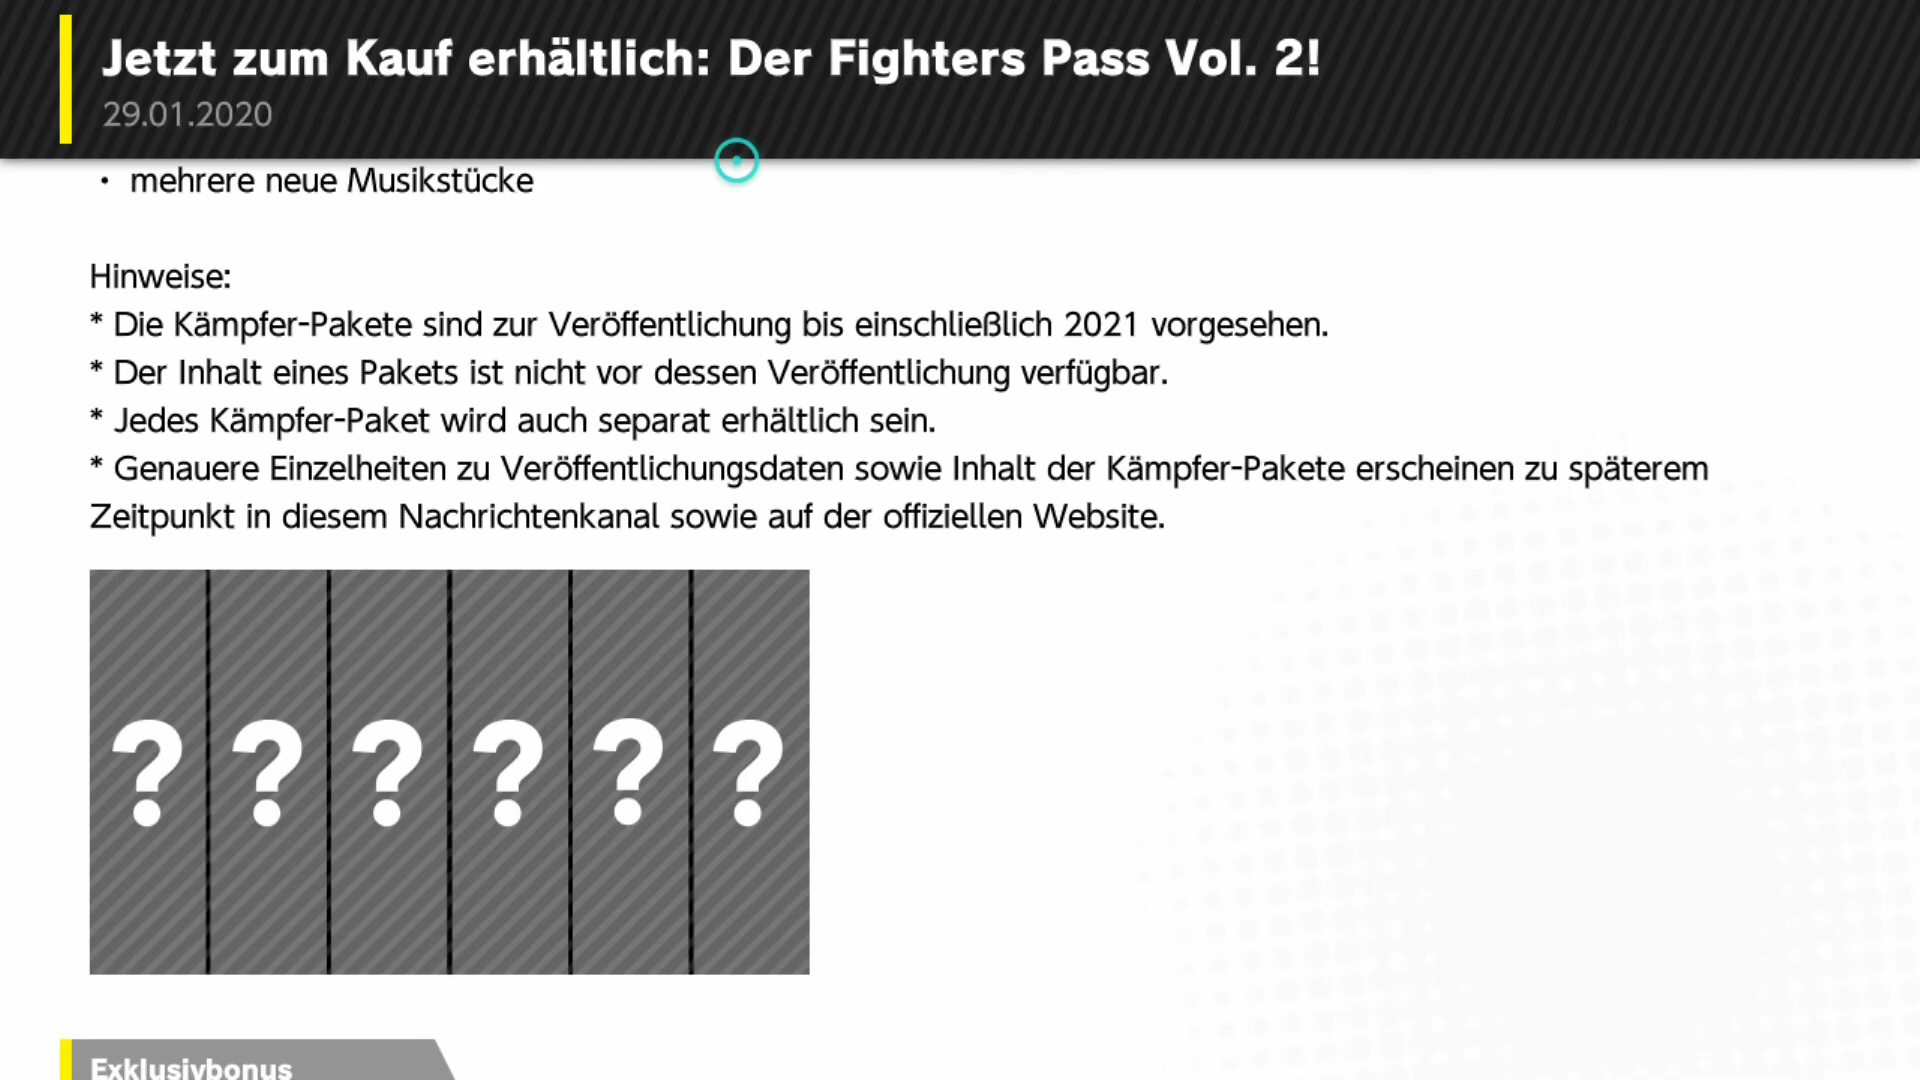 Jetzt zum Kauf erhältlich: Der Fighters Pass Vol. 2!
29.01.2020
・ mehrere neue Musikstücke
Hinweise:
* Die Kämpfer-Pakete sind zur Veröffentlichung bis einschließlich 2021 vorgesehen.
* Der Inhalt eines Pakets ist nicht vor dessen Veröffentlichung verfügbar.
* Jedes Kämpfer-Paket wird auch separat erhältlich sein.
* Genauere Einzelheiten zu Veröffentlichungsdaten sowie Inhalt der Kämpfer-Pakete erscheinen zu späterem
Zeitpunkt in diesem Nachrichtenkanal sowie auf der offiziellen Website.
? ? ? ? ? ?
Exklusivbonus